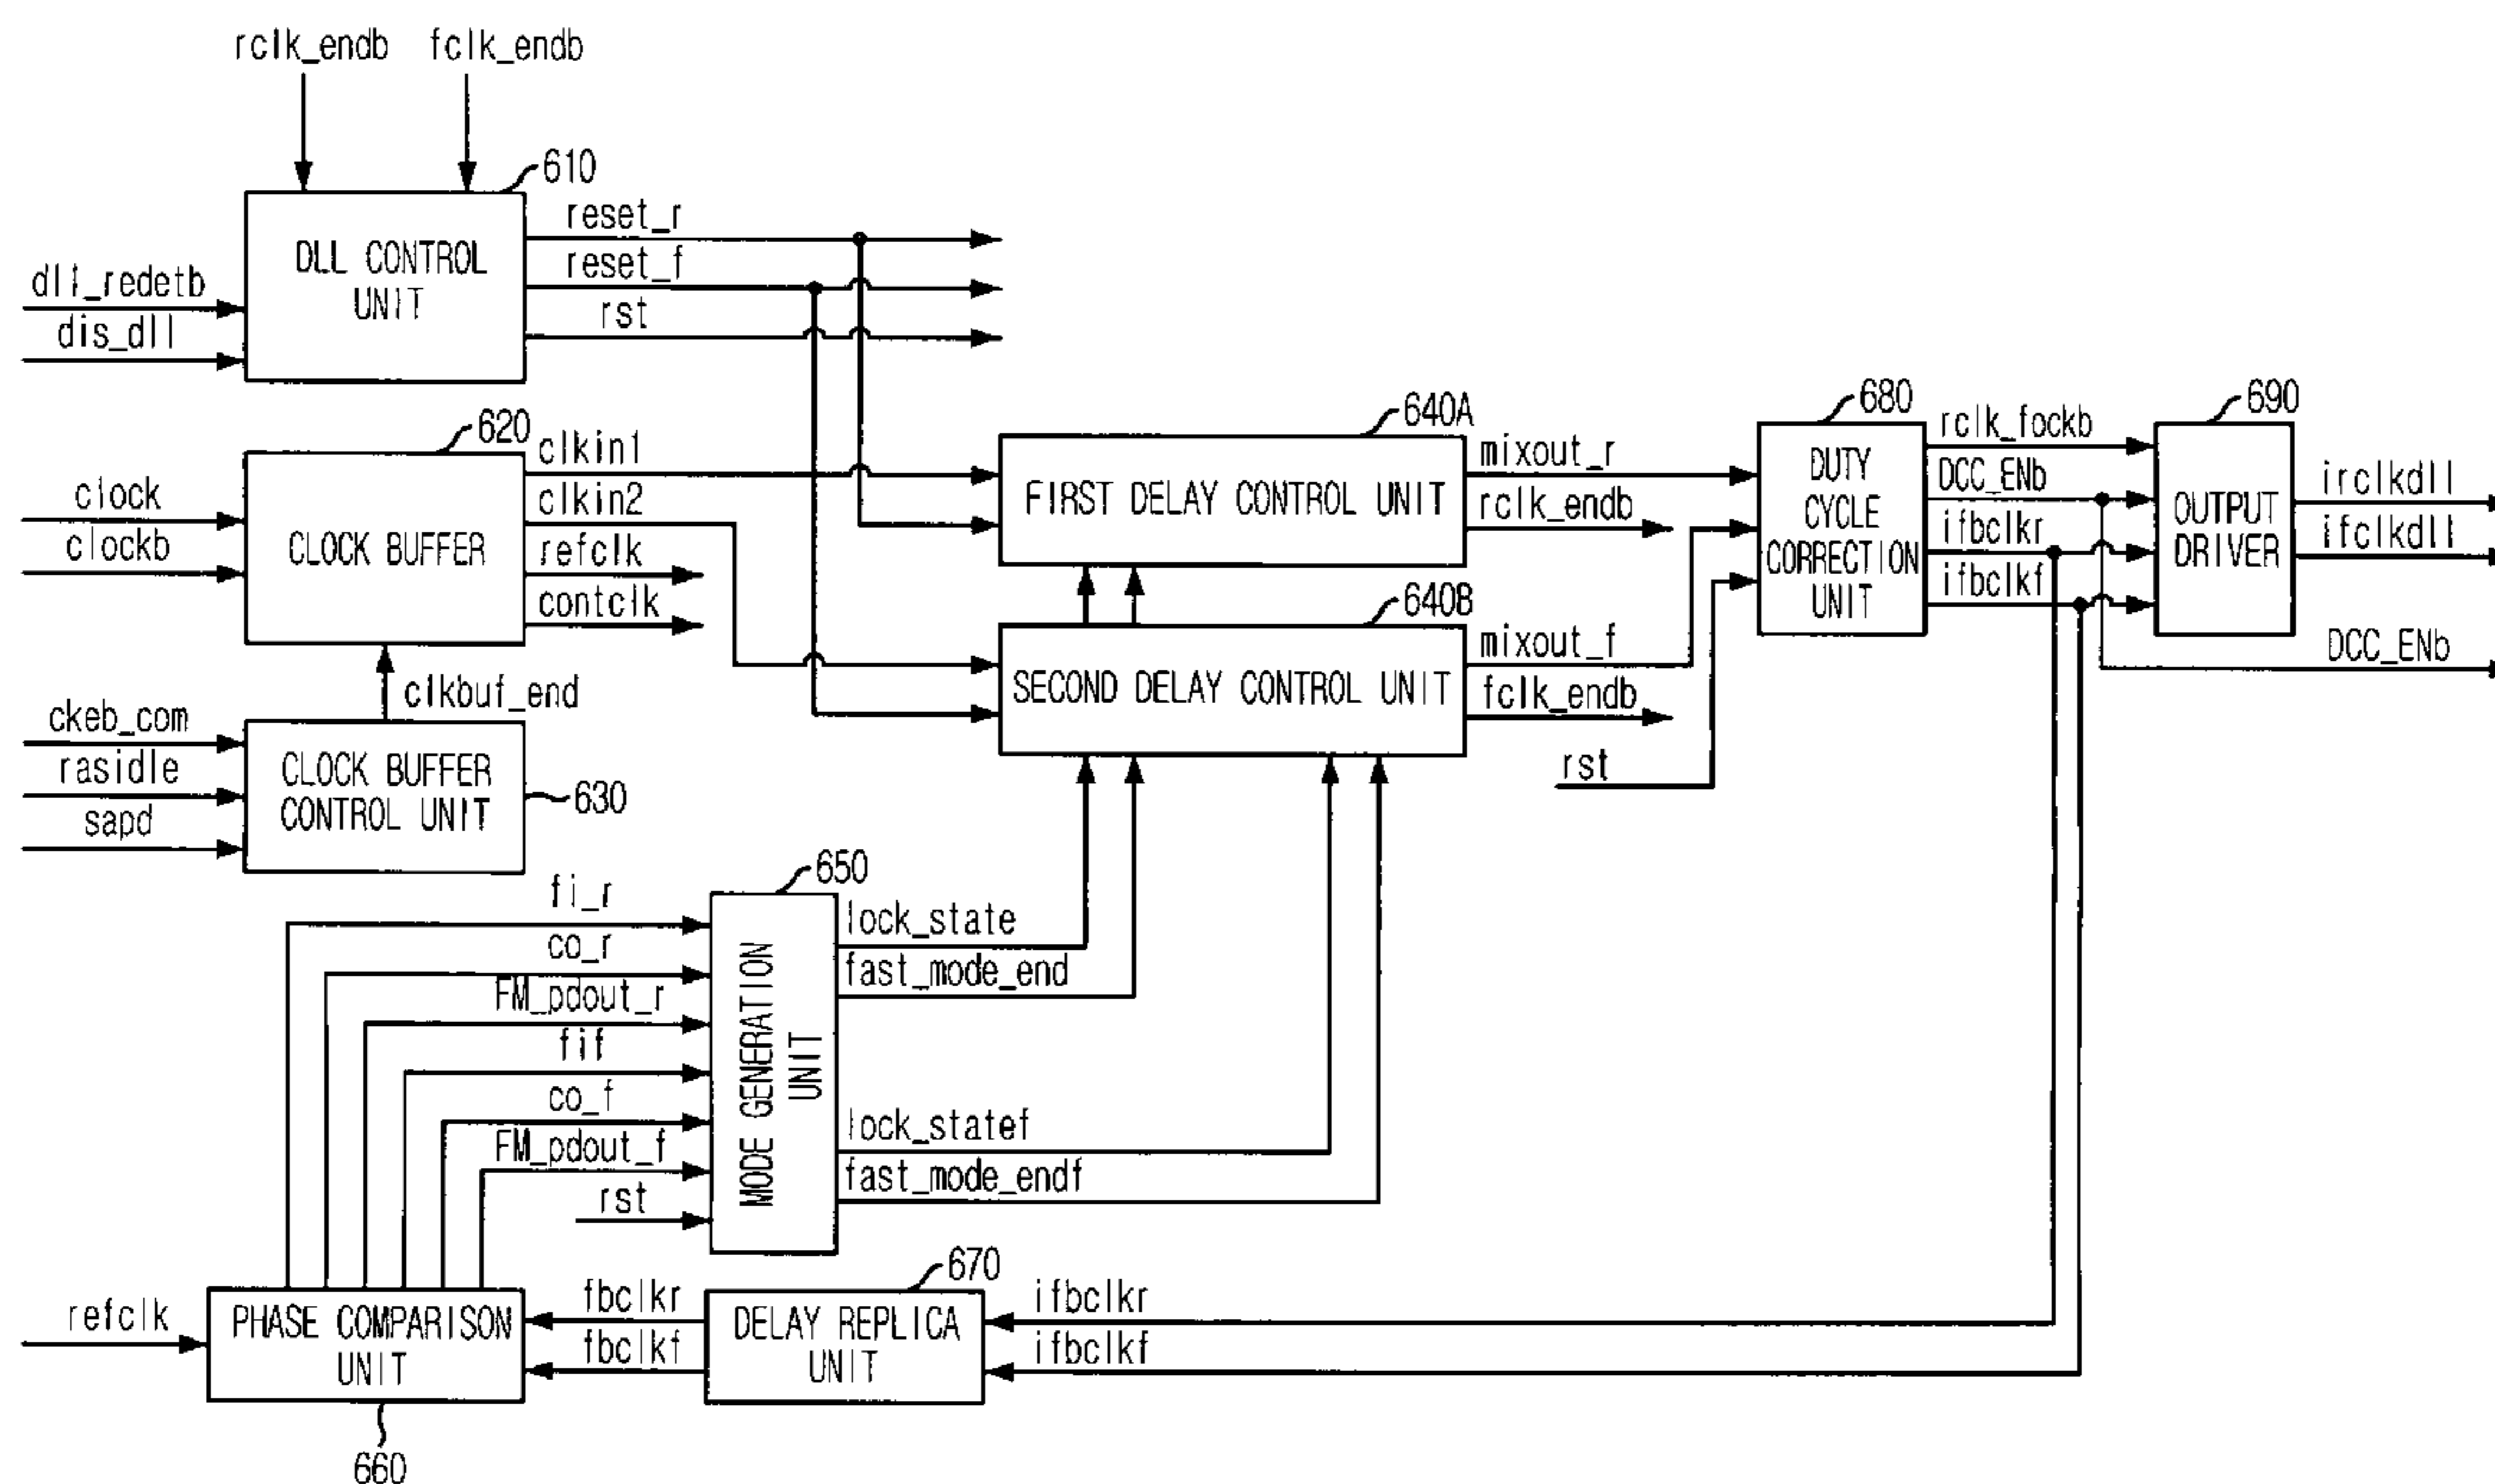 rclk_endb fclk_endb
610
reset_r
DLL CONTROL
UNIT
reset_f
dll_redetb
rst
dis_dll
620
clkin1
clock
clkin2
clockb
CLOCK BUFFER
refclk
contclk
clkbuf_end
ckeb_com
rasidle
sapd
CLOCK BUFFER
CONTROL UNIT
630
640A
FIRST DELAY CONTROL UNIT
mixout_r
rclk_endb
640B
SECOND DELAY CONTROL UNIT
mixout_f
fclk_endb
rst
680
DUTY
CYCLE
CORRECTION
UNIT
rclk_fockb
DCC_ENb
ifbclkr
ifbclkf
690
OUTPUT
DRIVER
irclkdll
ifclkdll
DCC_ENb
650
fi_r
co_r
FM_pdout_r
fif
co_f
FM_pdout_f
rst
MODE GENERATION
UNIT
lock_state
fast_mode_end
lock_statef
fast_mode_endf
refclk
PHASE COMPARISON
UNIT
660
fbclkr
fbclkf
670
DELAY REPLICA
UNIT
ifbclkr
ifbclkf